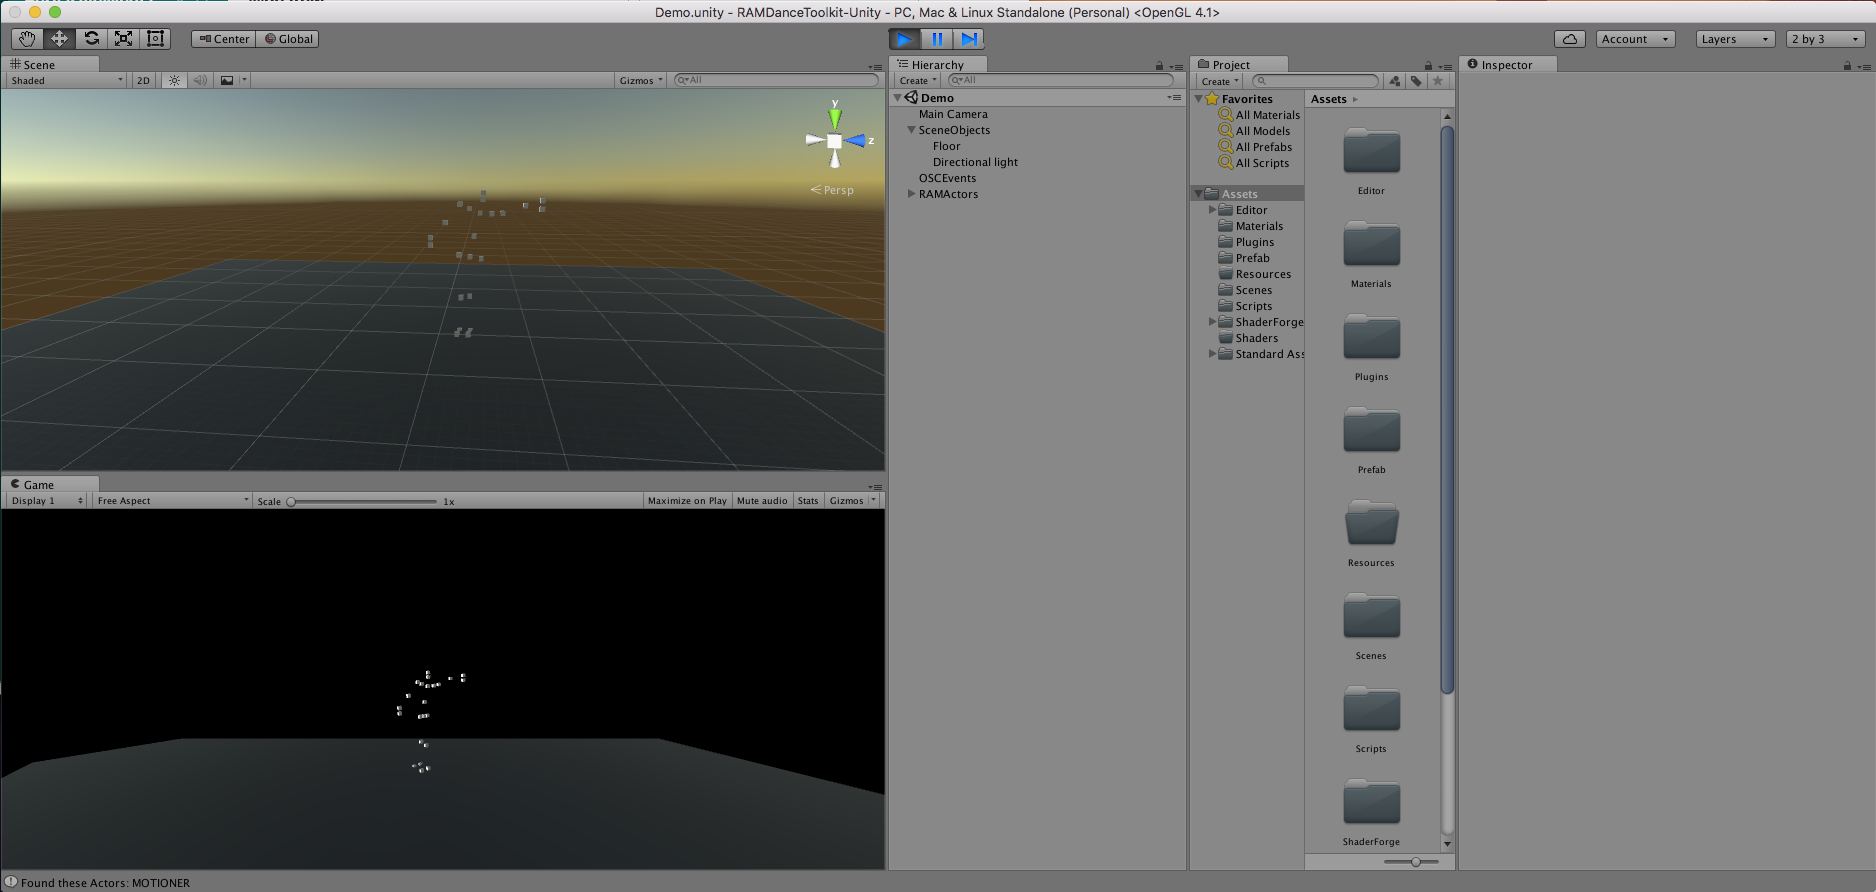 Demo.unity - RAMDanceToolkit-Unity - PC, Mac & Linux Standalone (Personal) <OpenGL 4.1>
Center Global
Account Layers 2 by 3
Scene
Shaded 2D Gizmos All
y
z
Persp
Game
Display 1 Free Aspect Scale 1x Maximize on Play Mute audio Stats Gizmos
Hierarchy
Create All
Demo
Main Camera
SceneObjects
Floor
Directional light
OSCEvents
RAMActors
Project
Create
Favorites
All Materials
All Models
All Prefabs
All Scripts
Assets
Editor
Materials
Plugins
Prefab
Resources
Scenes
Scripts
ShaderForge
Shaders
Standard Ass
Assets
Editor
Materials
Plugins
Prefab
Resources
Scenes
Scripts
ShaderForge
Inspector
Found these Actors: MOTIONER